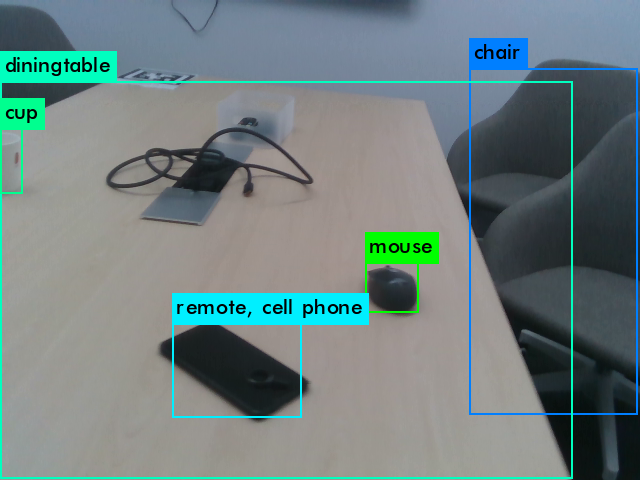 chair
diningtable
cup
mouse
remote, cell phone